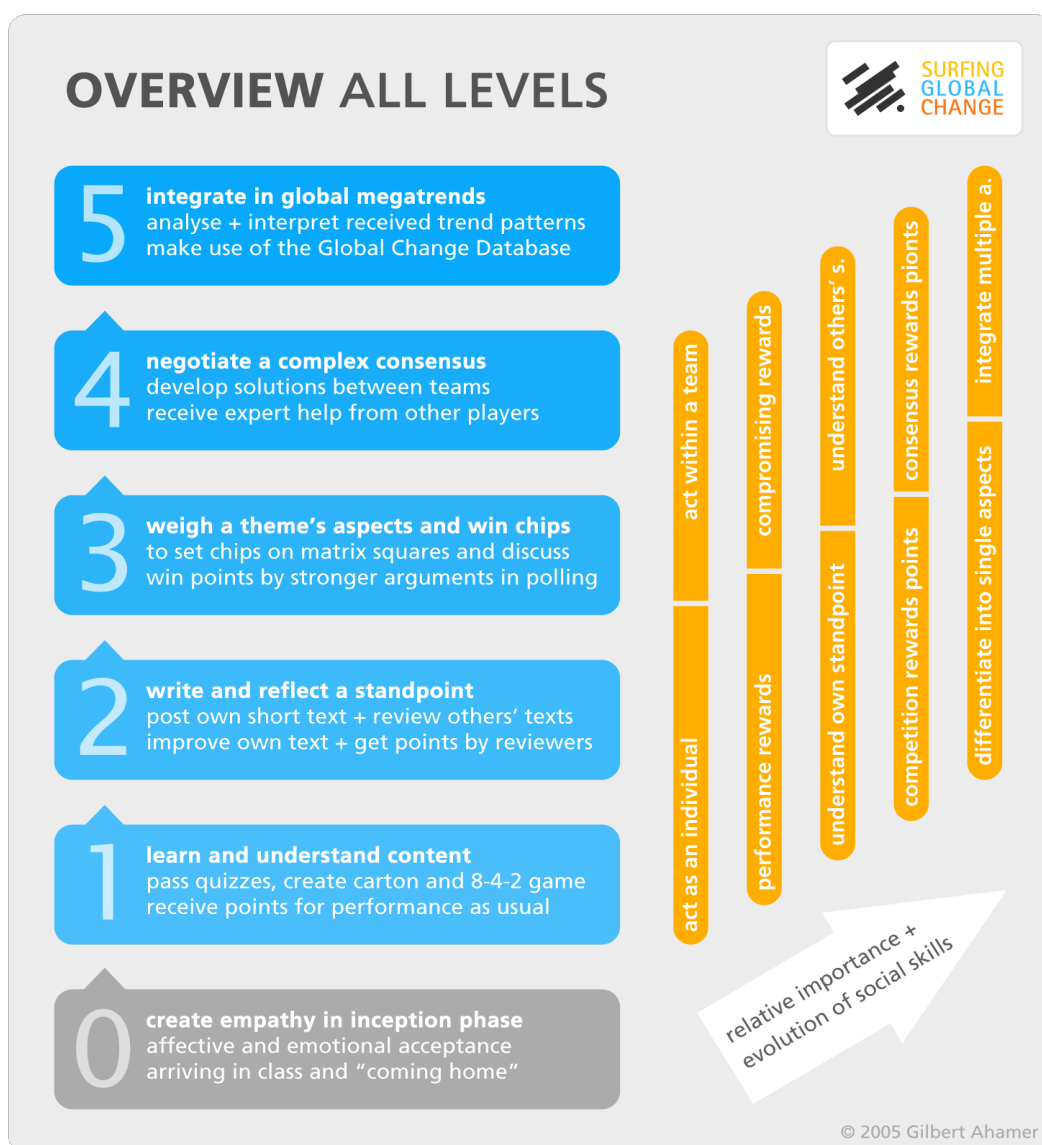 OVERVIEW ALL LEVELS
SURFING
GLOBAL
CHANGE
5
integrate in global megatrends
analyse + interpret received trend patterns
make use of the Global Change Database
4
negotiate a complex consensus
develop solutions between teams
receive expert help from other players
3
weigh a theme's aspects and win chips
to set chips on matrix squares and discuss
win points by stronger arguments in polling
2
write and reflect a standpoint
post own short text + review others' texts
improve own text + get points by reviewers
1
learn and understand content
pass quizzes, create carton and 8-4-2 game
receive points for performance as usual
0
create empathy in inception phase
affective and emotional acceptance
arriving in class and “coming home”
act within a team
act as an individual
compromising rewards
performance rewards
understand others' s.
understand own standpoint
consensus rewards pionts
competition rewards points
integrate multiple a.
differentiate into single aspects
relative importance +
evolution of social skills
© 2005 Gilbert Ahamer